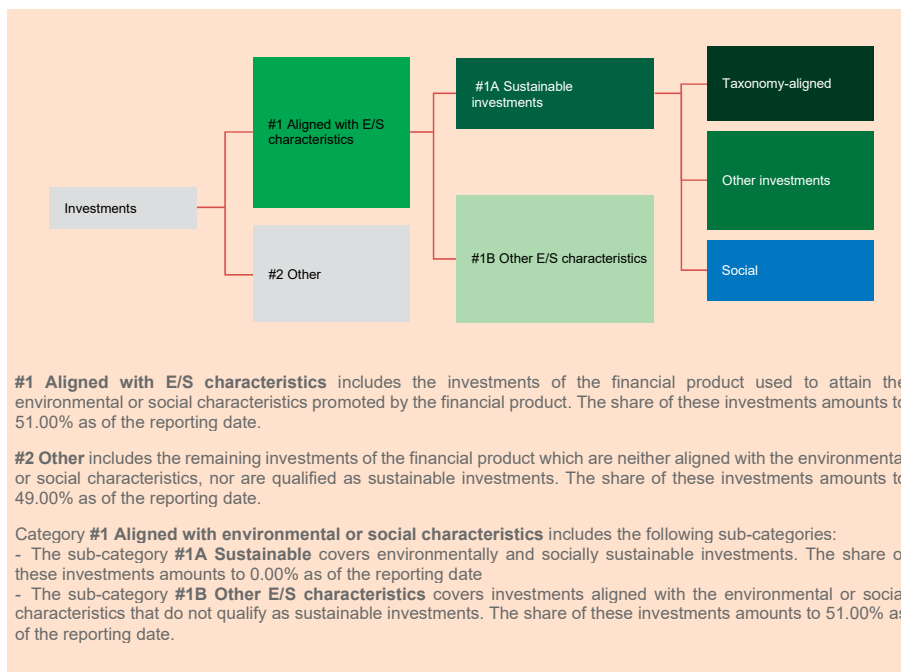 #1A Sustainable
investments
Taxonomy-aligned
#1 Aligned with E/S
characteristics
Other investments
Investments
#2 Other
#1B Other E/S characteristics
Social
#1 Aligned with E/S characteristics includes the investments of the financial product used to attain the
environmental or social characteristics promoted by the financial product. The share of these investments amounts to
51.00% as of the reporting date.
#2 Other includes the remaining investments of the financial product which are neither aligned with the environmental
or social characteristics, nor are qualified as sustainable investments. The share of these investments amounts to
49.00% as of the reporting date.
Category #1 Aligned with environmental or social characteristics includes the following sub-categories:
- The sub-category #1A Sustainable covers environmentally and socially sustainable investments. The share of
these investments amounts to 0.00% as of the reporting date
- The sub-category #1B Other E/S characteristics covers investments aligned with the environmental or social
characteristics that do not qualify as sustainable investments. The share of these investments amounts to 51.00% as
of the reporting date.